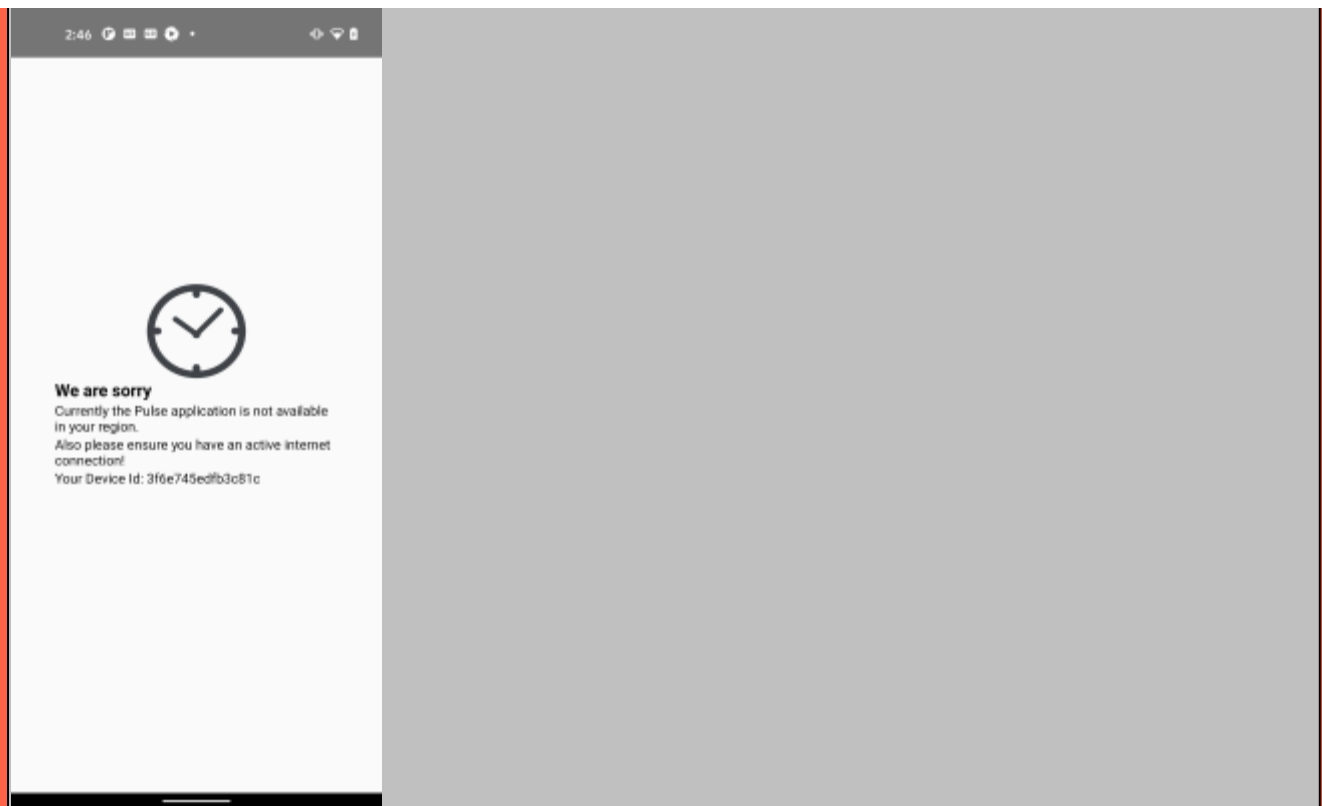 2:46
We are sorry
Currently the Pulse application is not available
in your region.
Also please ensure you have an active internet
connection!
Your Device Id: 3f6e745edfb3c81c